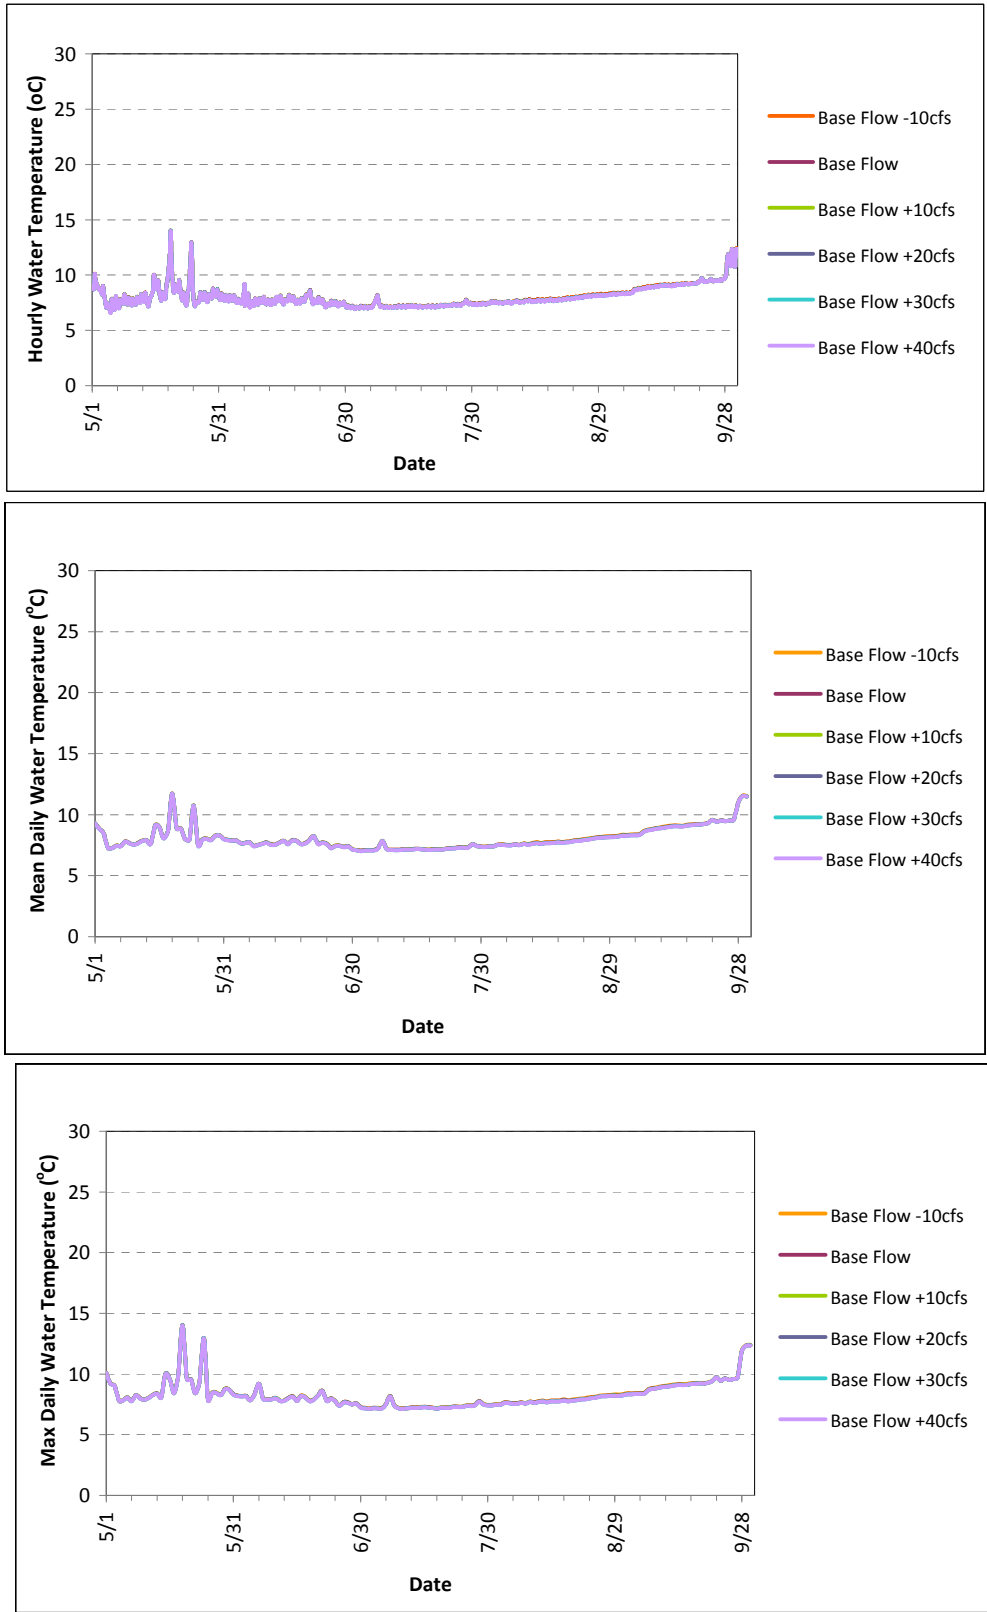 Hourly Water Temperature (oC)
30
25
20
15
10
5
0
5/1
5/31
6/30
7/30
8/29
9/28
Date
Base Flow -10cfs
Base Flow
Base Flow +10cfs
Base Flow +20cfs
Base Flow +30cfs
Base Flow +40cfs
Mean Daily Water Temperature (°C)
30
25
20
15
10
5
0
5/1
5/31
6/30
7/30
8/29
9/28
Date
Base Flow -10cfs
Base Flow
Base Flow +10cfs
Base Flow +20cfs
Base Flow +30cfs
Base Flow +40cfs
Max Daily Water Temperature (°C)
30
25
20
15
10
5
0
5/1
5/31
6/30
7/30
8/29
9/28
Date
Base Flow -10cfs
Base Flow
Base Flow +10cfs
Base Flow +20cfs
Base Flow +30cfs
Base Flow +40cfs